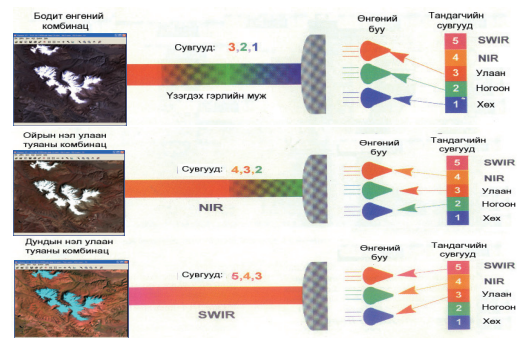 Бодит өнгөний
комбинац
Сувгууд: 3,2,1
Үзэгдэх гэрлийн муж
Өнгөний
буу
Тандагчийн
сувгууд
5 SWIR
4 NIR
3 Улаан
2 Ногоон
1 Хөх
Ойрын нэл улаан
туяаны комбинац
Сувгууд: 4,3,2
NIR
Өнгөний
буу
Тандагчийн
сувгууд
5 SWIR
4 NIR
3 Улаан
2 Ногоон
1 Хөх
Дундын нэл улаан
туяаны комбинац
Сувгууд: 5,4,3
SWIR
Өнгөний
буу
Тандагчийн
сувгууд
5 SWIR
4 NIR
3 Улаан
2 Ногоон
1 Хөх